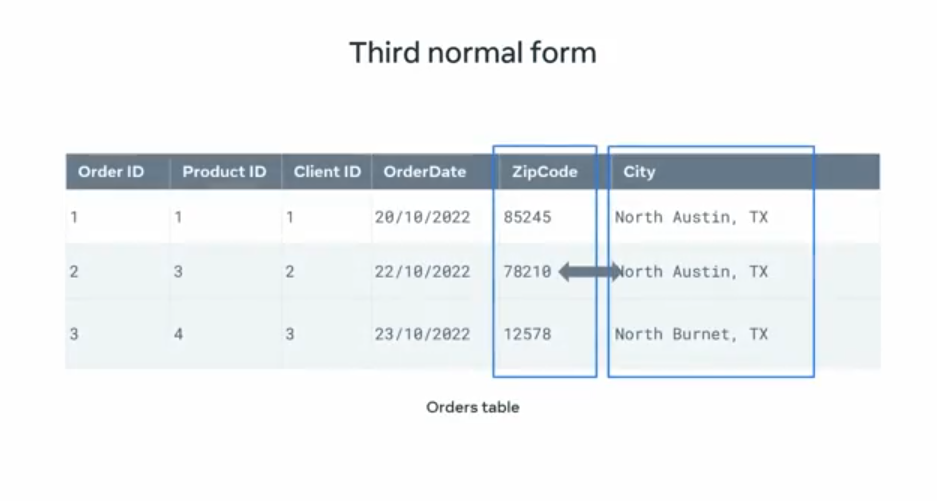 Third normal form
Order ID Product ID Client ID OrderDate ZipCode City
1 1 1 20/10/2022 85245 North Austin, TX
2 3 2 22/10/2022 78210 North Austin, TX
3 4 3 23/10/2022 12578 North Burnet, TX
Orders table